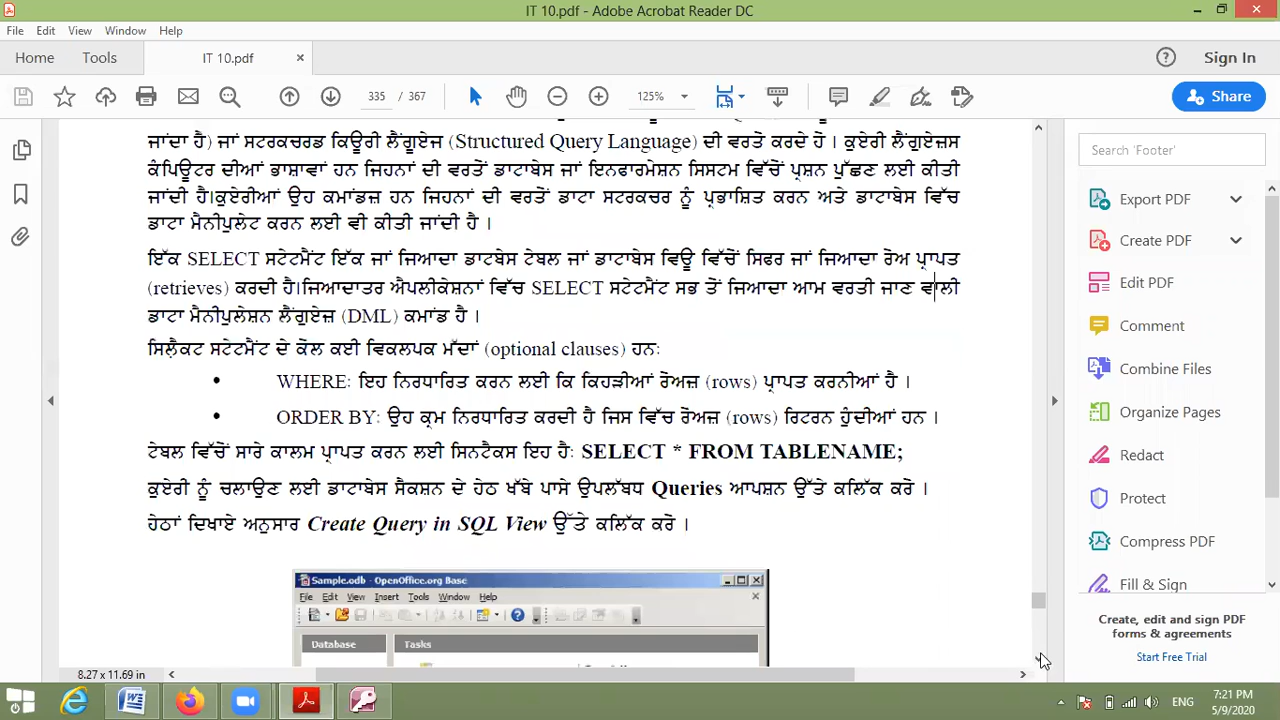 IT 10.pdf - Adobe Acrobat Reader DC
File Edit View Window Help
Home Tools IT 10.pdf × Sign In
335 / 367 125% Share
ਜਾਂਦਾ ਹੈ) ਜਾਂ ਸਟਰਕਚਰਡ ਕਿਊਰੀ ਲੈਂਗੂਏਜ (Structured Query Language) ਦੀ ਵਰਤੋ ਕਰਦੇ ਹੋ । ਕੁਏਰੀ ਲੈਂਗੁਏਜ਼ਸ
ਕੰਪਿਊਟਰ ਦੀਆਂ ਭਾਸ਼ਾਵਾਂ ਹਨ ਜਿਹਨਾਂ ਦੀ ਵਰਤੋਂ ਡਾਟਾਬੇਸ ਜਾਂ ਇਨਫਾਰਮੇਸ਼ਨ ਸਿਸਟਮ ਵਿੱਚੋਂ ਪ੍ਰਸ਼ਨ ਪੁੱਛਣ ਲਈ ਕੀਤੀ
ਜਾਂਦੀ ਹੈ।ਕੁਏਰੀਆਂ ਉਹ ਕਮਾਂਡਜ਼ ਹਨ ਜਿਹਨਾਂ ਦੀ ਵਰਤੋਂ ਡਾਟਾ ਸਟਰਕਚਰ ਨੂੰ ਪ੍ਰਭਾਸ਼ਿਤ ਕਰਨ ਅਤੇ ਡਾਟਾਬੇਸ ਵਿੱਚ
ਡਾਟਾ ਮੈਨੀਪੁਲੇਟ ਕਰਨ ਲਈ ਵੀ ਕੀਤੀ ਜਾਂਦੀ ਹੈ ।
ਇੱਕ SELECT ਸਟੇਟਮੈਂਟ ਇੱਕ ਜਾਂ ਜਿਆਦਾ ਡਾਟਬੇਸ ਟੇਬਲ ਜਾਂ ਡਾਟਾਬੇਸ ਵਿਊ ਵਿੱਚੋਂ ਸਿਫਰ ਜਾਂ ਜਿਆਦਾ ਰੋਅ ਪ੍ਰਾਪਤ
(retrieves) ਕਰਦੀ ਹੈ।ਜਿਆਦਾਤਰ ਐਪਲੀਕੇਸ਼ਨਾਂ ਵਿੱਚ SELECT ਸਟੇਟਮੈਂਟ ਸਭ ਤੋਂ ਜਿਆਦਾ ਆਮ ਵਰਤੀ ਜਾਣ ਵਾਲੀ
ਡਾਟਾ ਮੈਨੀਪੁਲੇਸ਼ਨ ਲੈਂਗੁਏਜ਼ (DML) ਕਮਾਂਡ ਹੈ ।
ਸਿਲੈਕਟ ਸਟੇਟਮੈਂਟ ਦੇ ਕੋਲ ਕਈ ਵਿਕਲਪਕ ਮੱਦਾਂ (optional clauses) ਹਨ:
• WHERE: ਇਹ ਨਿਰਧਾਰਿਤ ਕਰਨ ਲਈ ਕਿ ਕਿਹੜੀਆਂ ਰੋਅਜ਼ (rows) ਪ੍ਰਾਪਤ ਕਰਨੀਆਂ ਹੈ ।
• ORDER BY: ਉਹ ਕ੍ਰਮ ਨਿਰਧਾਰਿਤ ਕਰਦੀ ਹੈ ਜਿਸ ਵਿੱਚ ਰੋਅਜ਼ (rows) ਰਿਟਰਨ ਹੁੰਦੀਆਂ ਹਨ ।
ਟੇਬਲ ਵਿੱਚੋਂ ਸਾਰੇ ਕਾਲਮ ਪ੍ਰਾਪਤ ਕਰਨ ਲਈ ਸਿਨਟੈਕਸ ਇਹ ਹੈ: SELECT * FROM TABLENAME;
ਕੁਏਰੀ ਨੂੰ ਚਲਾਉਣ ਲਈ ਡਾਟਾਬੇਸ ਸੈਕਸ਼ਨ ਦੇ ਹੇਠ ਖੱਬੇ ਪਾਸੇ ਉਪਲੱਬਧ Queries ਆਪਸ਼ਨ ਉੱਤੇ ਕਲਿੱਕ ਕਰੋ ।
ਹੇਠਾਂ ਦਿਖਾਏ ਅਨੁਸਾਰ Create Query in SQL View ਉੱਤੇ ਕਲਿੱਕ ਕਰੋ ।
Sample.odb - OpenOffice.org Base
File Edit View Insert Tools Window Help
Database Tasks
8.27 x 11.69 in
Search 'Footer'
Export PDF
Create PDF
Edit PDF
Comment
Combine Files
Organize Pages
Redact
Protect
Compress PDF
Fill & Sign
Create, edit and sign PDF
forms & agreements
Start Free Trial
ENG
7:21 PM
5/9/2020